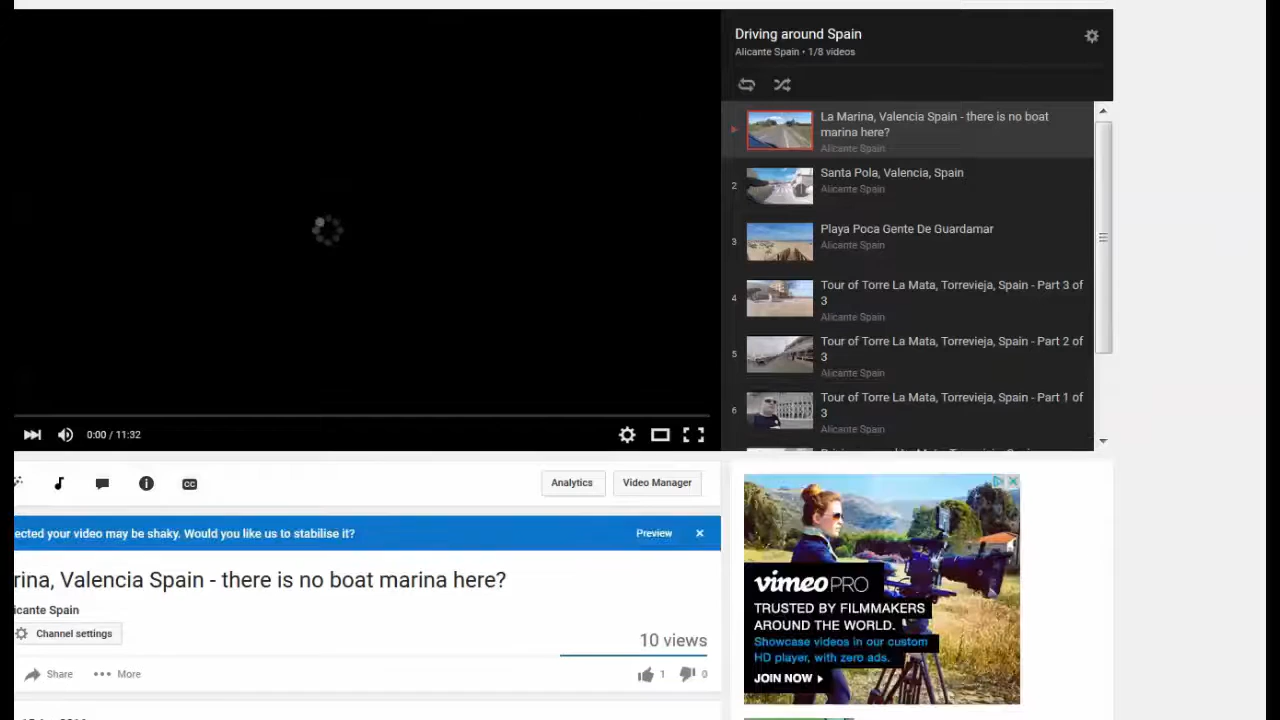 Driving around Spain
Alicante Spain • 1/8 videos
La Marina, Valencia Spain - there is no boat
marina here?
Alicante Spain
2
Santa Pola, Valencia, Spain
Alicante Spain
3
Playa Poca Gente De Guardamar
Alicante Spain
4
Tour of Torre La Mata, Torrevieja, Spain - Part 3 of
3
Alicante Spain
5
Tour of Torre La Mata, Torrevieja, Spain - Part 2 of
3
Alicante Spain
6
Tour of Torre La Mata, Torrevieja, Spain - Part 1 of
3
Alicante Spain
0:00 / 11:32
CC
Analytics
Video Manager
ected your video may be shaky. Would you like us to stabilise it?
Preview
rina, Valencia Spain - there is no boat marina here?
icante Spain
Channel settings
10 views
Share
More
1
0
vimeo PRO
TRUSTED BY FILMMAKERS
AROUND THE WORLD.
Showcase videos in our custom
HD player, with zero ads.
JOIN NOW